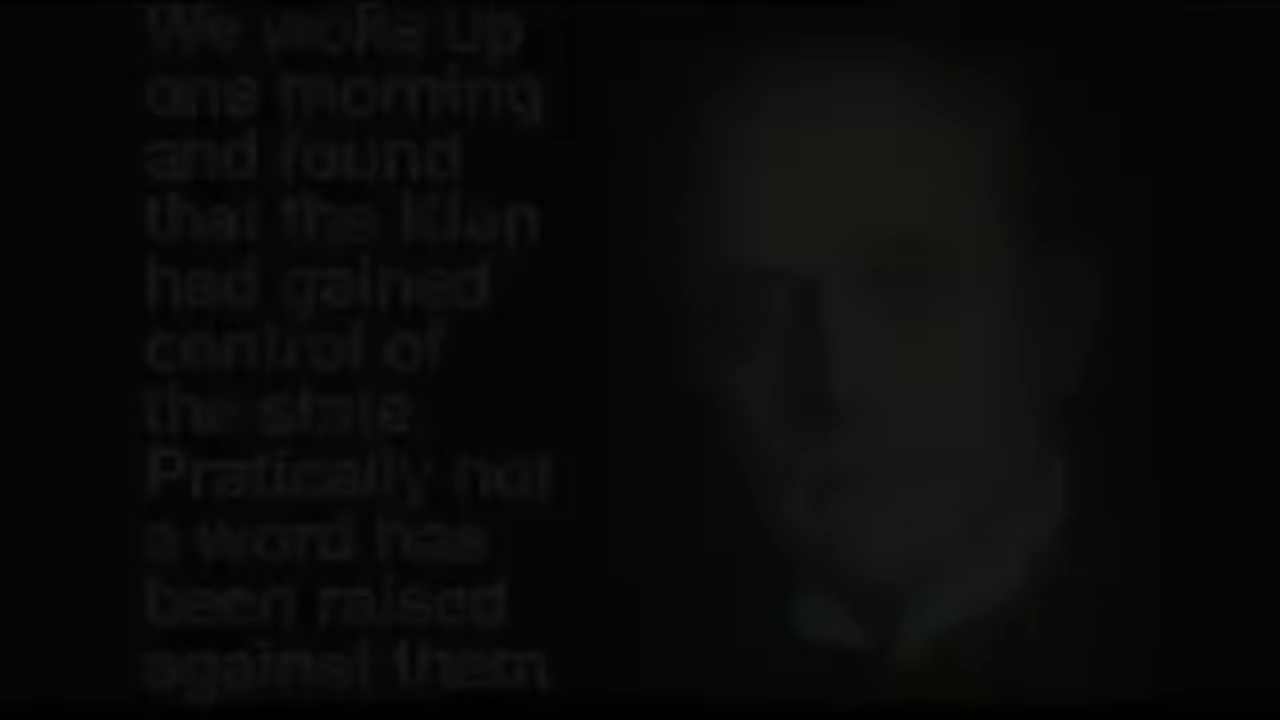 We woke up
one morning
and found
that the Klan
had gained
control of
the state
Pratically not
a word has
been raised
against them